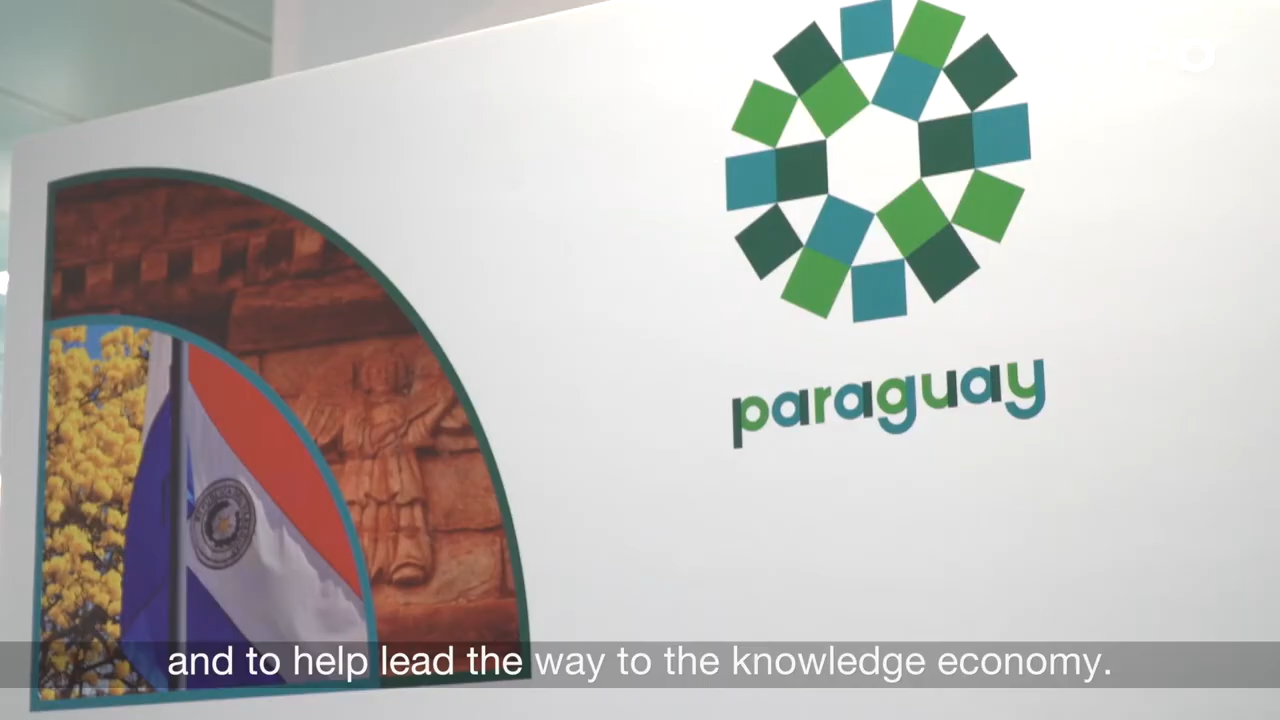 paraguay
and to help lead the way to the knowledge economy.